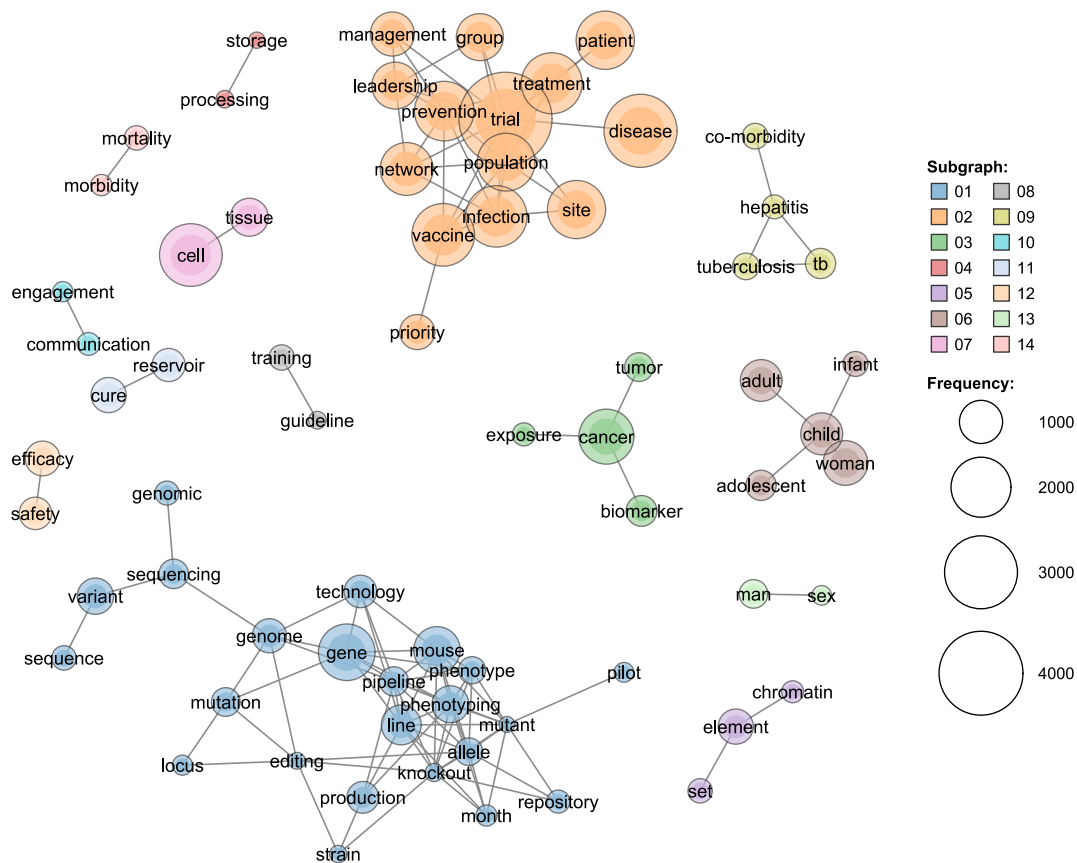 storage
processing
mortality
morbidity
tissue
cell
engagement
communication
reservoir
cure
training
guideline
efficacy
safety
management
group
patient
leadership
treatment
prevention
trial
disease
network
population
site
infection
vaccine
priority
co-morbidity
hepatitis
tuberculosis
tb
tumor
exposure
cancer
biomarker
adult
infant
child
woman
adolescent
man
sex
chromatin
element
set
genomic
sequencing
variant
sequence
technology
genome
gene
mouse
phenotype
pipeline
pilot
mutation
phenotyping
line
mutant
locus
editing
allele
knockout
production
repository
month
strain
Subgraph:
01 08
02 09
03 10
04 11
05 12
06 13
07 14
Frequency:
1000
2000
3000
4000